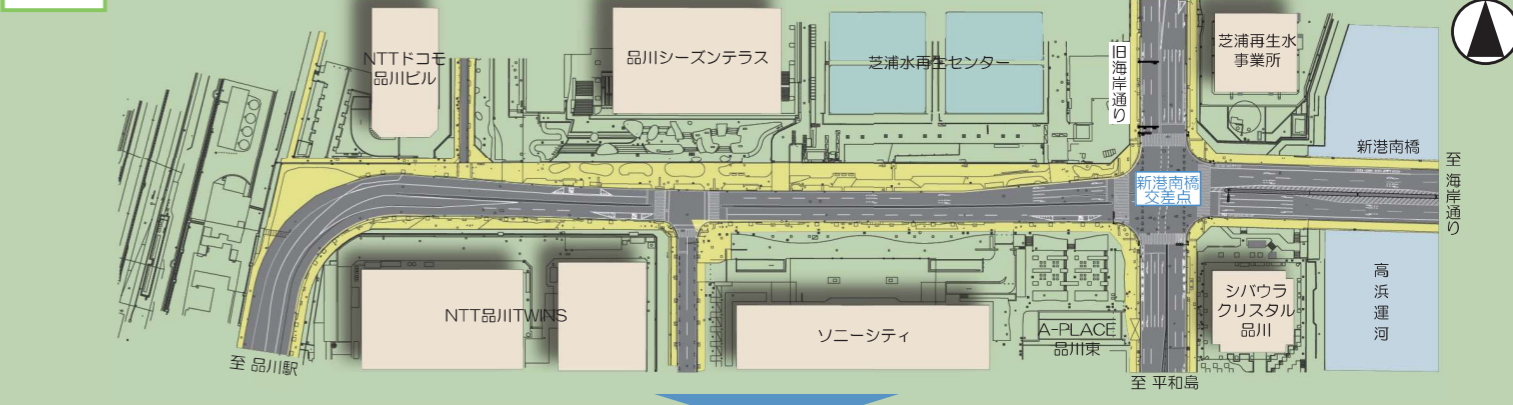 NTTドコモ
品川ビル
品川シーズンテラス
芝浦水再生センター
旧海岸通り
芝浦再生水
事業所
新港南橋
至 海岸通り
新港南橋
交差点
高浜運河
NTT品川TWINS
ソニーシティ
A-PLACE
品川東
シバウラ
クリスタル
品川
至 品川駅
至 平和島